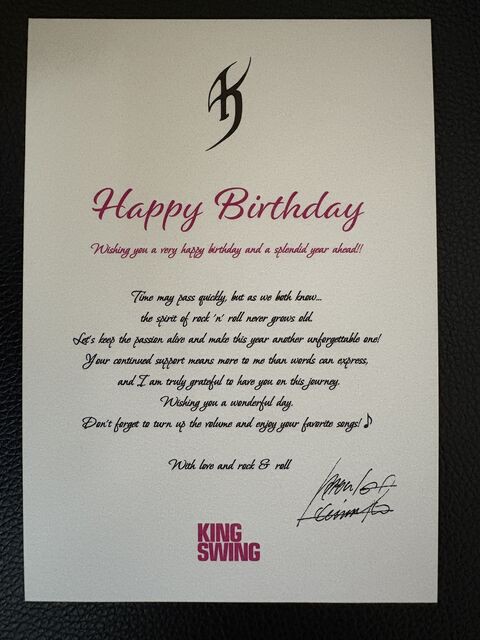 Happy Birthday
Wishing you a very happy birthday and a splendid year ahead!!
Time may pass quickly, but as we both know...
the spirit of rock 'n' roll never grows old.
Let's keep the passion alive and make this year another unforgettable one!
Your continued support means more to me than words can express,
and I am truly grateful to have you on this journey.
Wishing you a wonderful day.
Don't forget to turn up the volume and enjoy your favorite songs!♪
With love and rock & roll
KING
SWING